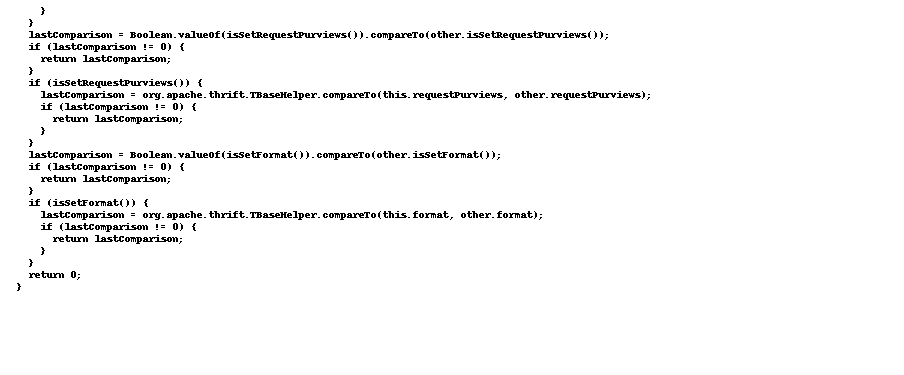 }
  }
  lastComparison = Boolean.valueOf(isSetRequestPurviews()).compareTo(other.isSetRequestPurviews());
  if (lastComparison != 0) {
    return lastComparison;
  }
  if (isSetRequestPurviews()) {
    lastComparison = org.apache.thrift.TBaseHelper.compareTo(this.requestPurviews, other.requestPurviews);
    if (lastComparison != 0) {
      return lastComparison;
    }
  }
  lastComparison = Boolean.valueOf(isSetFormat()).compareTo(other.isSetFormat());
  if (lastComparison != 0) {
    return lastComparison;
  }
  if (isSetFormat()) {
    lastComparison = org.apache.thrift.TBaseHelper.compareTo(this.format, other.format);
    if (lastComparison != 0) {
      return lastComparison;
    }
  }
  return 0;
}